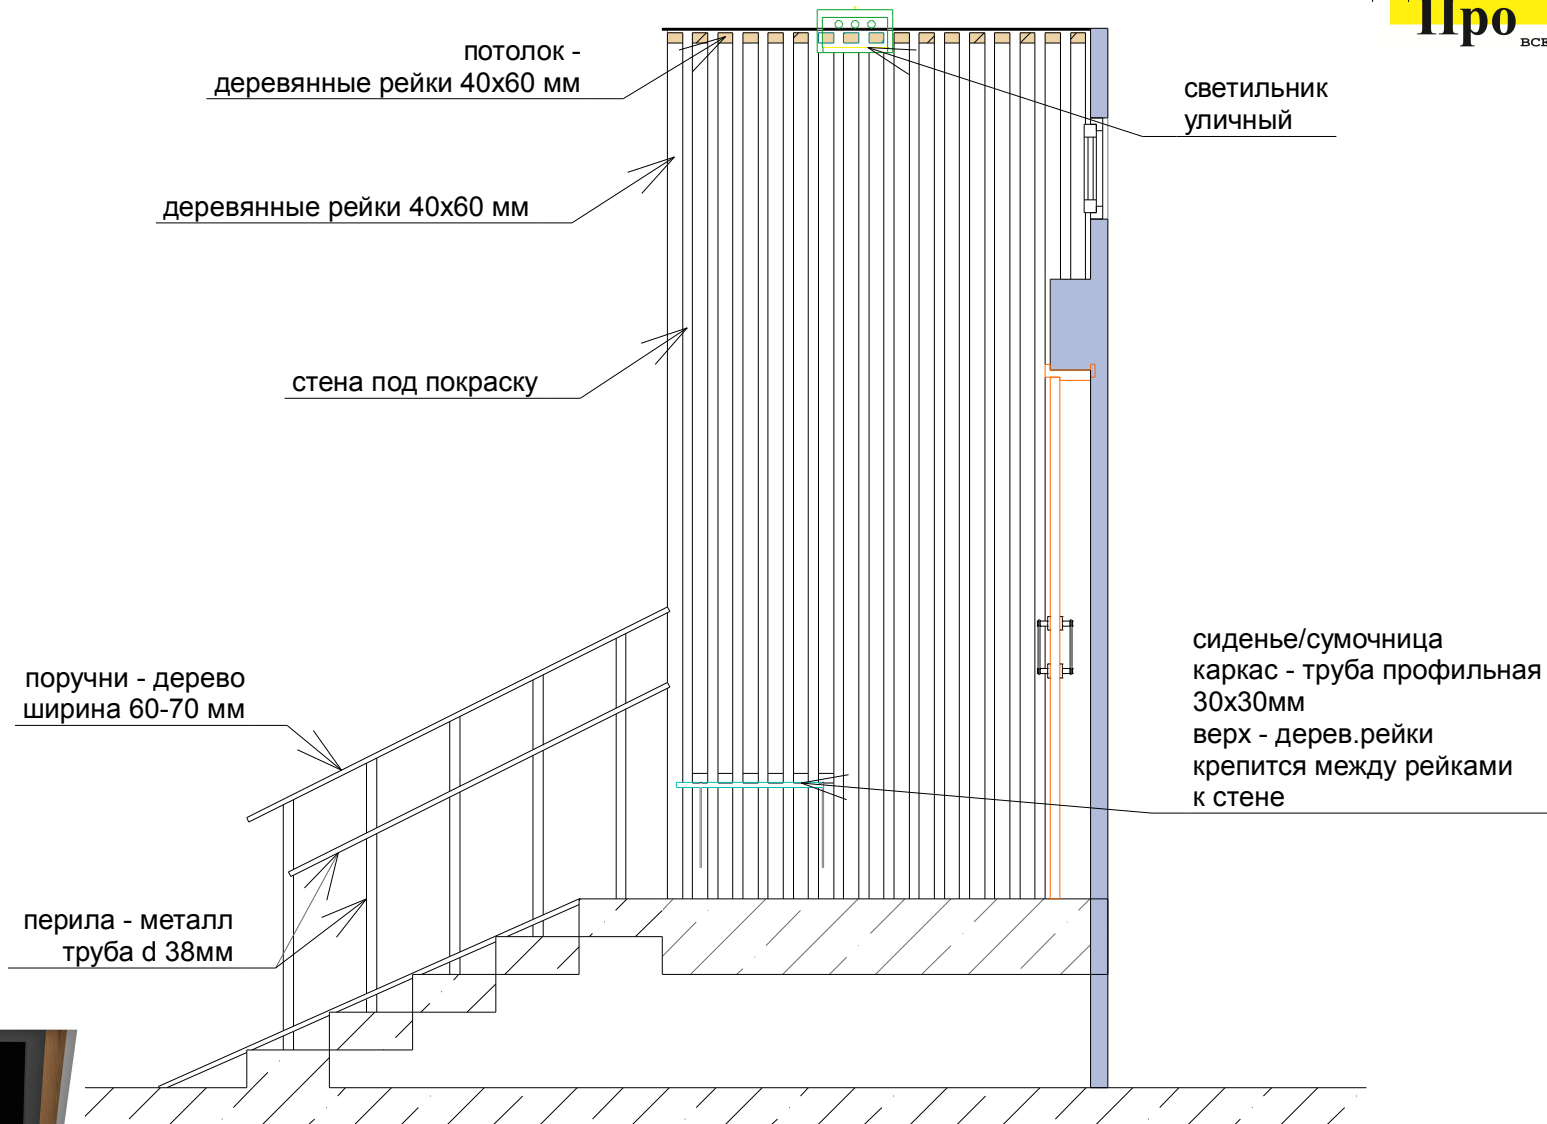 Про
все
потолок -
деревянные рейки 40х60 мм
светильник
уличный
деревянные рейки 40х60 мм
стена под покраску
сиденье/сумочница
каркас - труба профильная
30х30мм
верх - дерев.рейки
крепится между рейками
к стене
поручни - дерево
ширина 60-70 мм
перила - металл
труба d 38мм